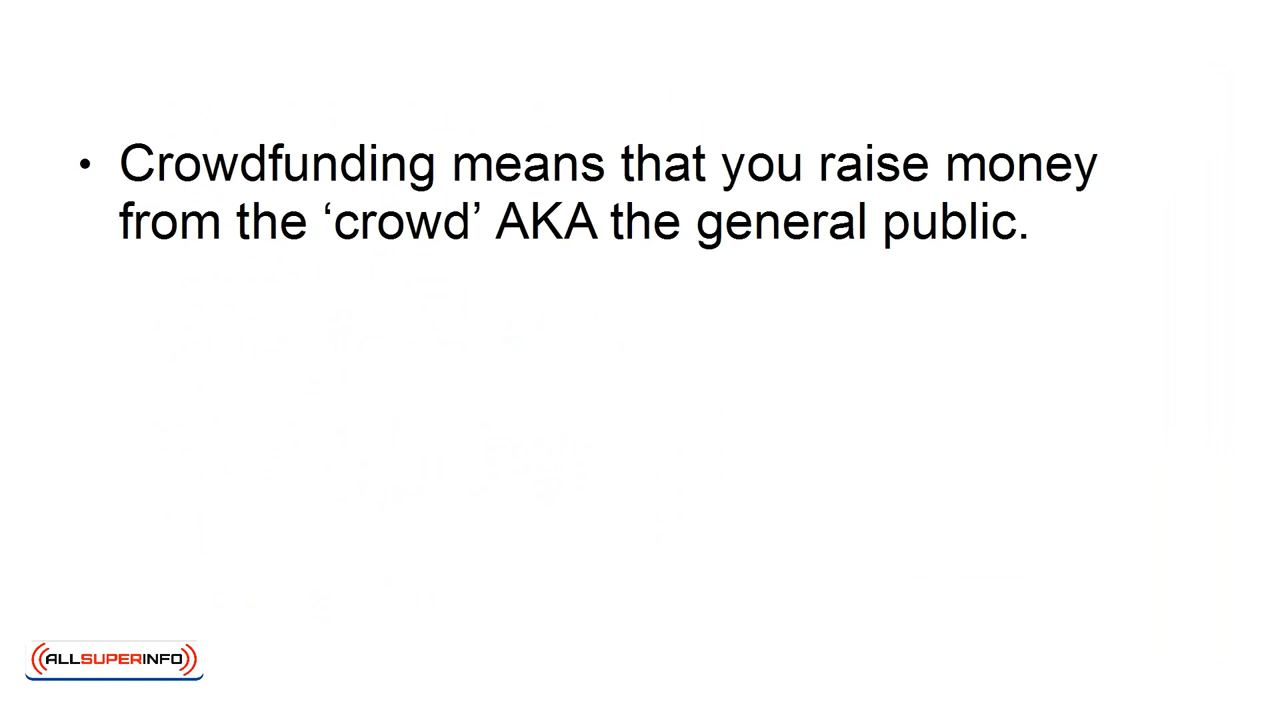 • Crowdfunding means that you raise money
from the ‘crowd’ AKA the general public.
ALLSUPERINFO